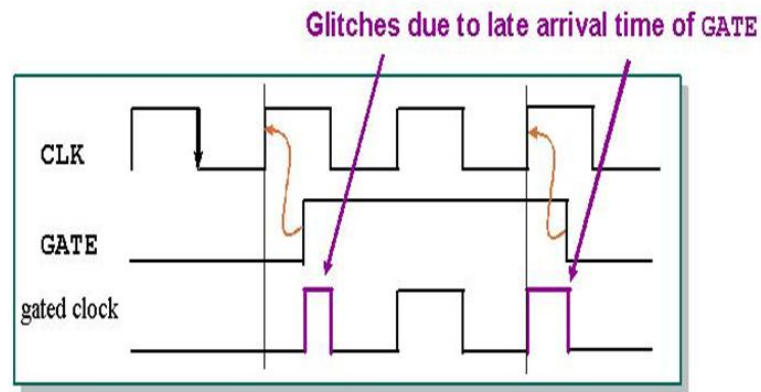 Glitches due to late arrival time of GATE
CLK
GATE
gated clock